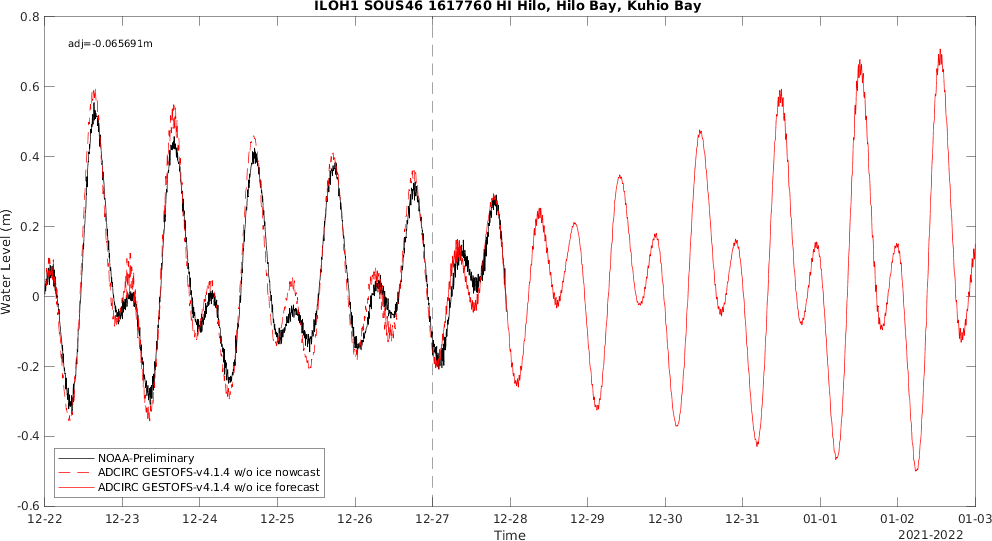 ILOH1 SOUS46 1617760 HI Hilo, Hilo Bay, Kuhio Bay
adj=-0.065691m
0.8
0.6
0.4
0.2
0
-0.2
-0.4
-0.6
Water Level (m)
NOAA-Preliminary
ADCIRC GESTOFS-v4.1.4 w/o ice nowcast
ADCIRC GESTOFS-v4.1.4 w/o ice forecast
12-22 12-23 12-24 12-25 12-26 12-27 12-28 12-29 12-30 12-31 01-01 01-02 01-03
Time
2021-2022